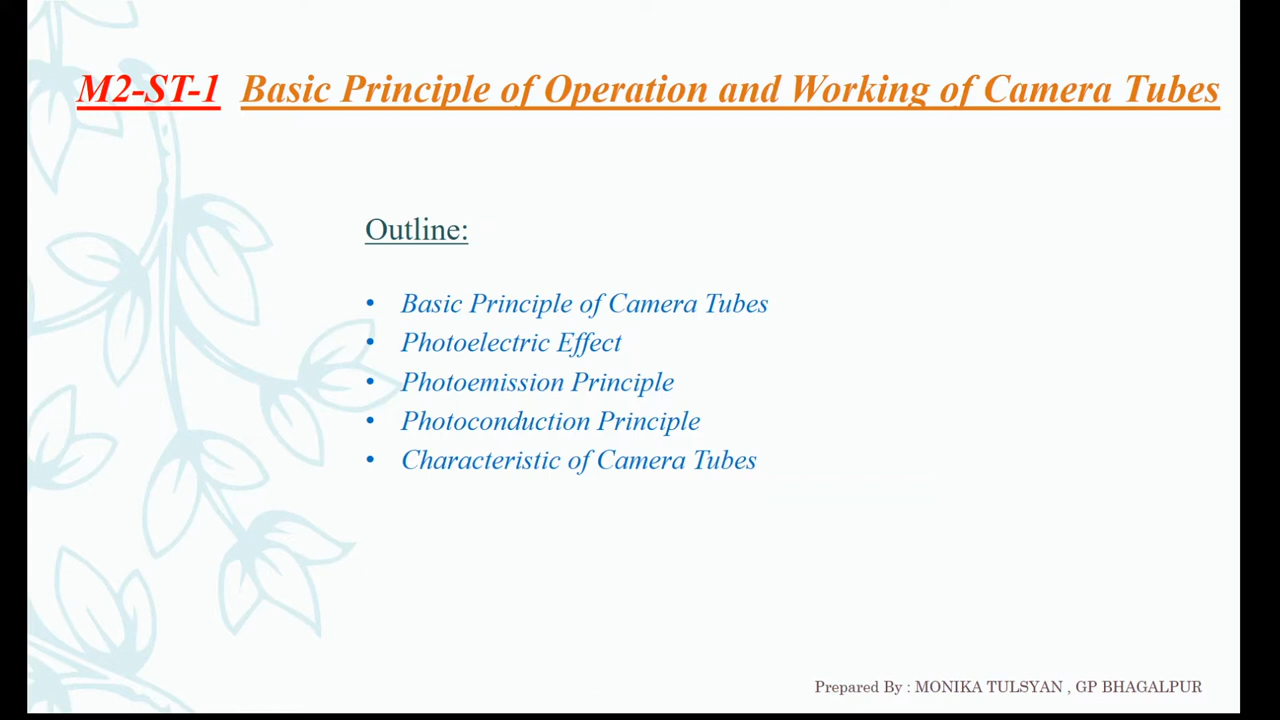 M2-ST-1 Basic Principle of Operation and Working of Camera Tubes
Outline:
• Basic Principle of Camera Tubes
• Photoelectric Effect
• Photoemission Principle
• Photoconduction Principle
• Characteristic of Camera Tubes
Prepared By : MONIKA TULSYAN , GP BHAGALPUR